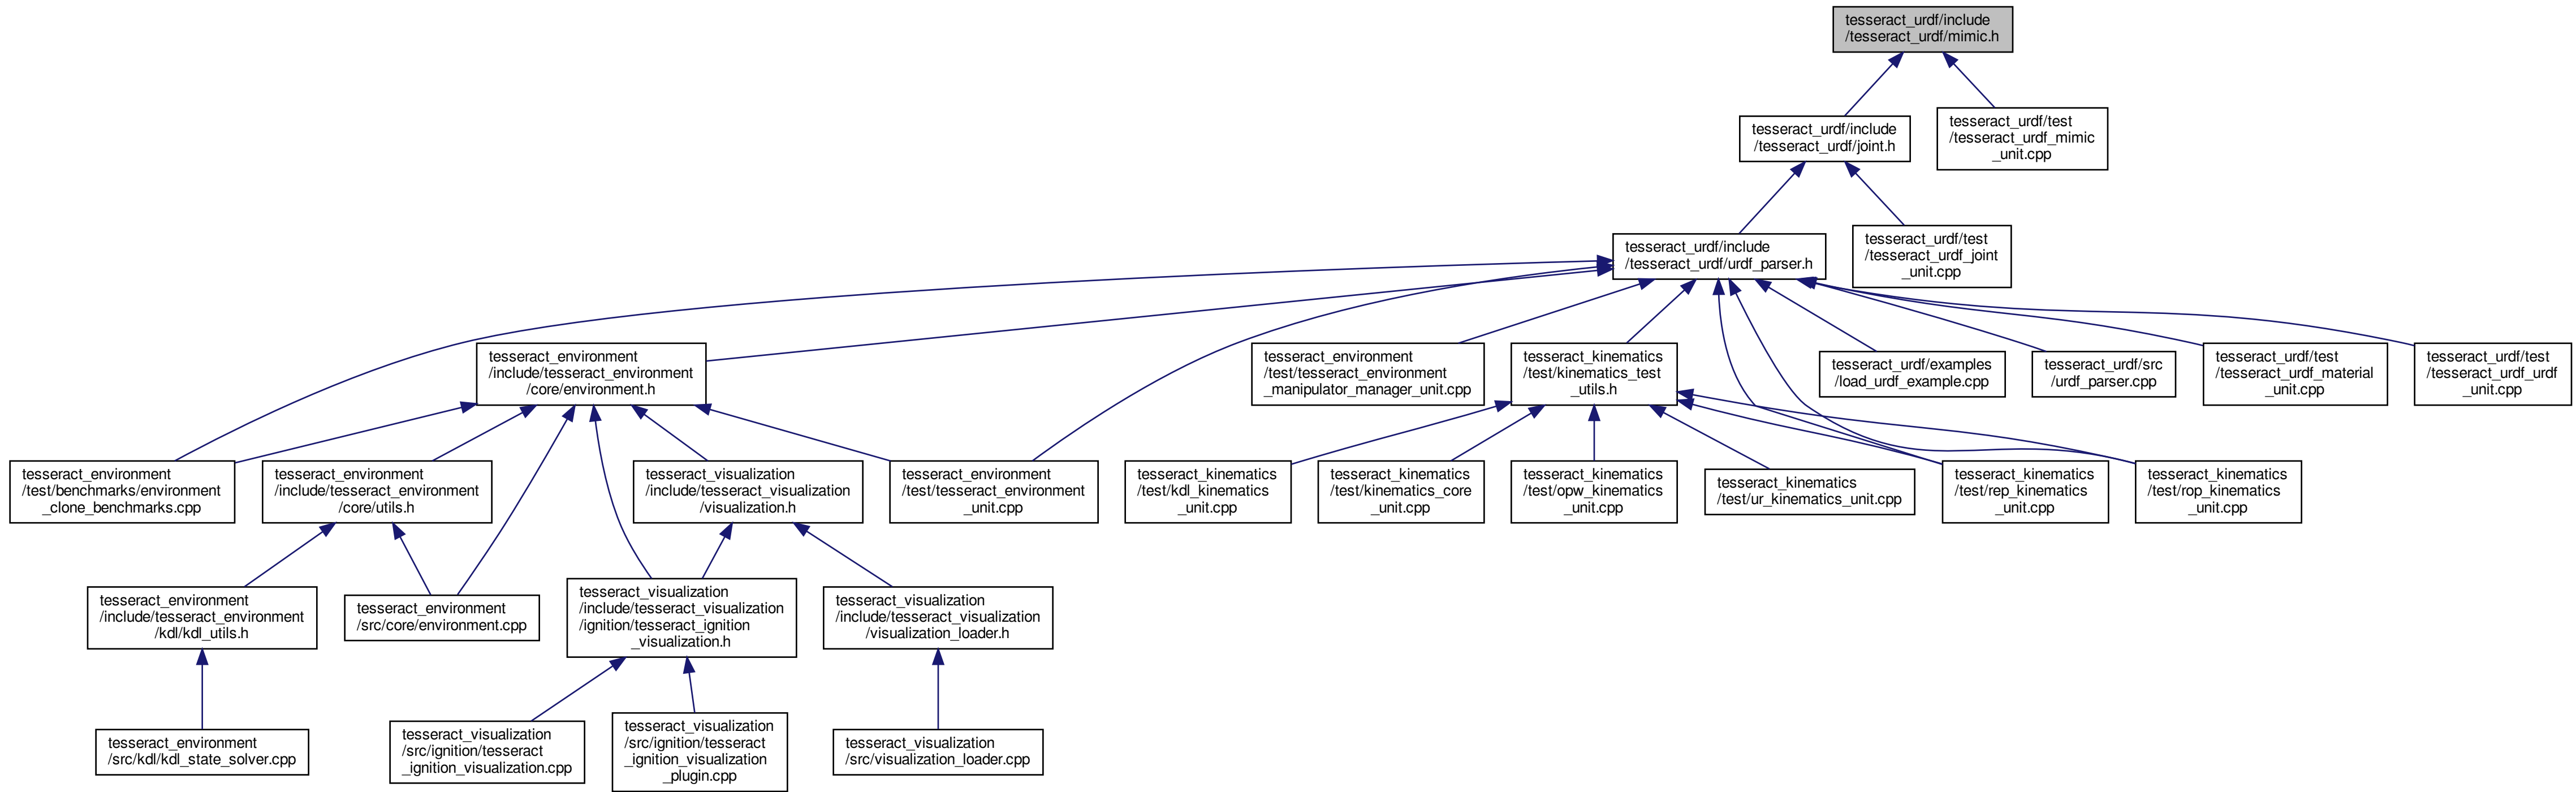 tesseract_urdf/include
/tesseract_urdf/mimic.h
tesseract_urdf/include
/tesseract_urdf/joint.h
tesseract_urdf/test
/tesseract_urdf_mimic
_unit.cpp
tesseract_urdf/include
/tesseract_urdf/urdf_parser.h
tesseract_urdf/test
/tesseract_urdf_joint
_unit.cpp
tesseract_environment
/include/tesseract_environment
/core/environment.h
tesseract_environment
/test/tesseract_environment
_manipulator_manager_unit.cpp
tesseract_kinematics
/test/kinematics_test
_utils.h
tesseract_urdf/examples
/load_urdf_example.cpp
tesseract_urdf/src
/urdf_parser.cpp
tesseract_urdf/test
/tesseract_urdf_material
_unit.cpp
tesseract_urdf/test
/tesseract_urdf_urdf
_unit.cpp
tesseract_environment
/test/benchmarks/environment
_clone_benchmarks.cpp
tesseract_environment
/include/tesseract_environment
/core/utils.h
tesseract_visualization
/include/tesseract_visualization
/visualization.h
tesseract_environment
/test/tesseract_environment
_unit.cpp
tesseract_kinematics
/test/kdl_kinematics
_unit.cpp
tesseract_kinematics
/test/kinematics_core
_unit.cpp
tesseract_kinematics
/test/opw_kinematics
_unit.cpp
tesseract_kinematics
/test/ur_kinematics_unit.cpp
tesseract_kinematics
/test/rep_kinematics
_unit.cpp
tesseract_kinematics
/test/rop_kinematics
_unit.cpp
tesseract_environment
/include/tesseract_environment
/kdl/kdl_utils.h
tesseract_environment
/src/core/environment.cpp
tesseract_visualization
/include/tesseract_visualization
/ignition/tesseract_ignition
_visualization.h
tesseract_visualization
/include/tesseract_visualization
/visualization_loader.h
tesseract_environment
/src/kdl/kdl_state_solver.cpp
tesseract_visualization
/src/ignition/tesseract
_ignition_visualization.cpp
tesseract_visualization
/src/ignition/tesseract
_ignition_visualization
_plugin.cpp
tesseract_visualization
/src/visualization_loader.cpp